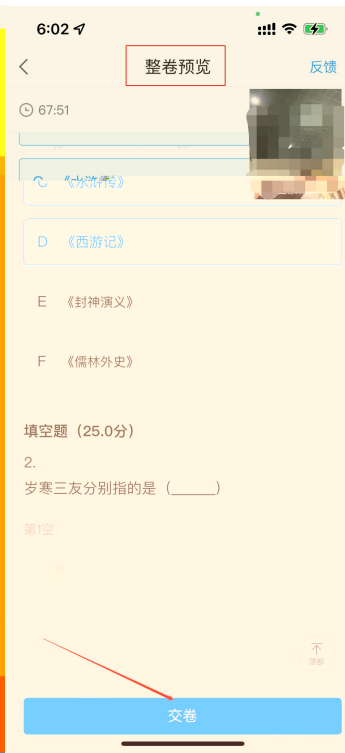 6:02
整卷预览
反馈
67:51
C 《水浒传》
D 《西游记》
E 《封神演义》
F 《儒林外史》
填空题（25.0分）
2.
岁寒三友分别指的是（______）
第1空
顶部
交卷